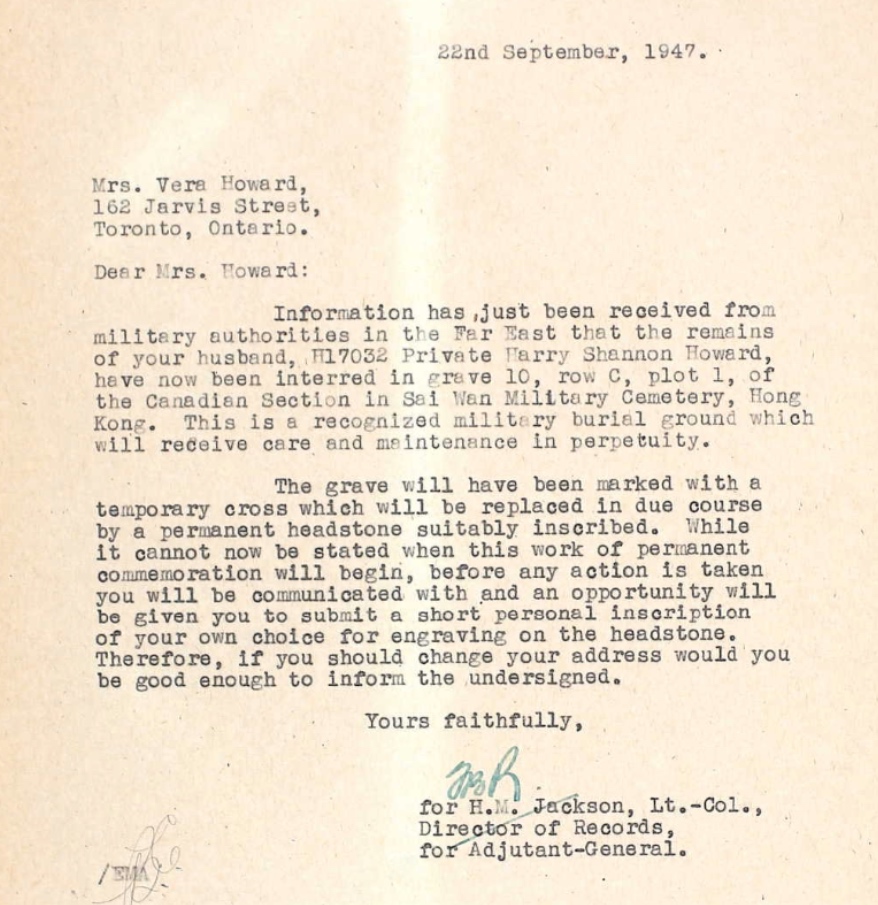 22nd September, 1947.
Mrs. Vera Howard,
162 Jarvis Street,
Toronto, Ontario.
Dear Mrs. Howard:
Information has just been received from
military authorities in the Far East that the remains
of your husband, H17032 Private Harry Shannon Howard,
have now been interred in grave 10, row C, plot 1, of
the Canadian Section in Sai Wan Military Cemetery, Hong
Kong. This is a recognized military burial ground which
will receive care and maintenance in perpetuity.
The grave will have been marked with a
temporary cross which will be replaced in due course
by a permanent headstone suitably inscribed. While
it cannot now be stated when this work of permanent
commemoration will begin, before any action is taken
you will be communicated with and an opportunity will
be given you to submit a short personal inscription
of your own choice for engraving on the headstone.
Therefore, if you should change your address would you
be good enough to inform the undersigned.
Yours faithfully,
for H.M. Jackson, Lt.-Col.,
Director of Records,
for Adjutant-General.
/EMA